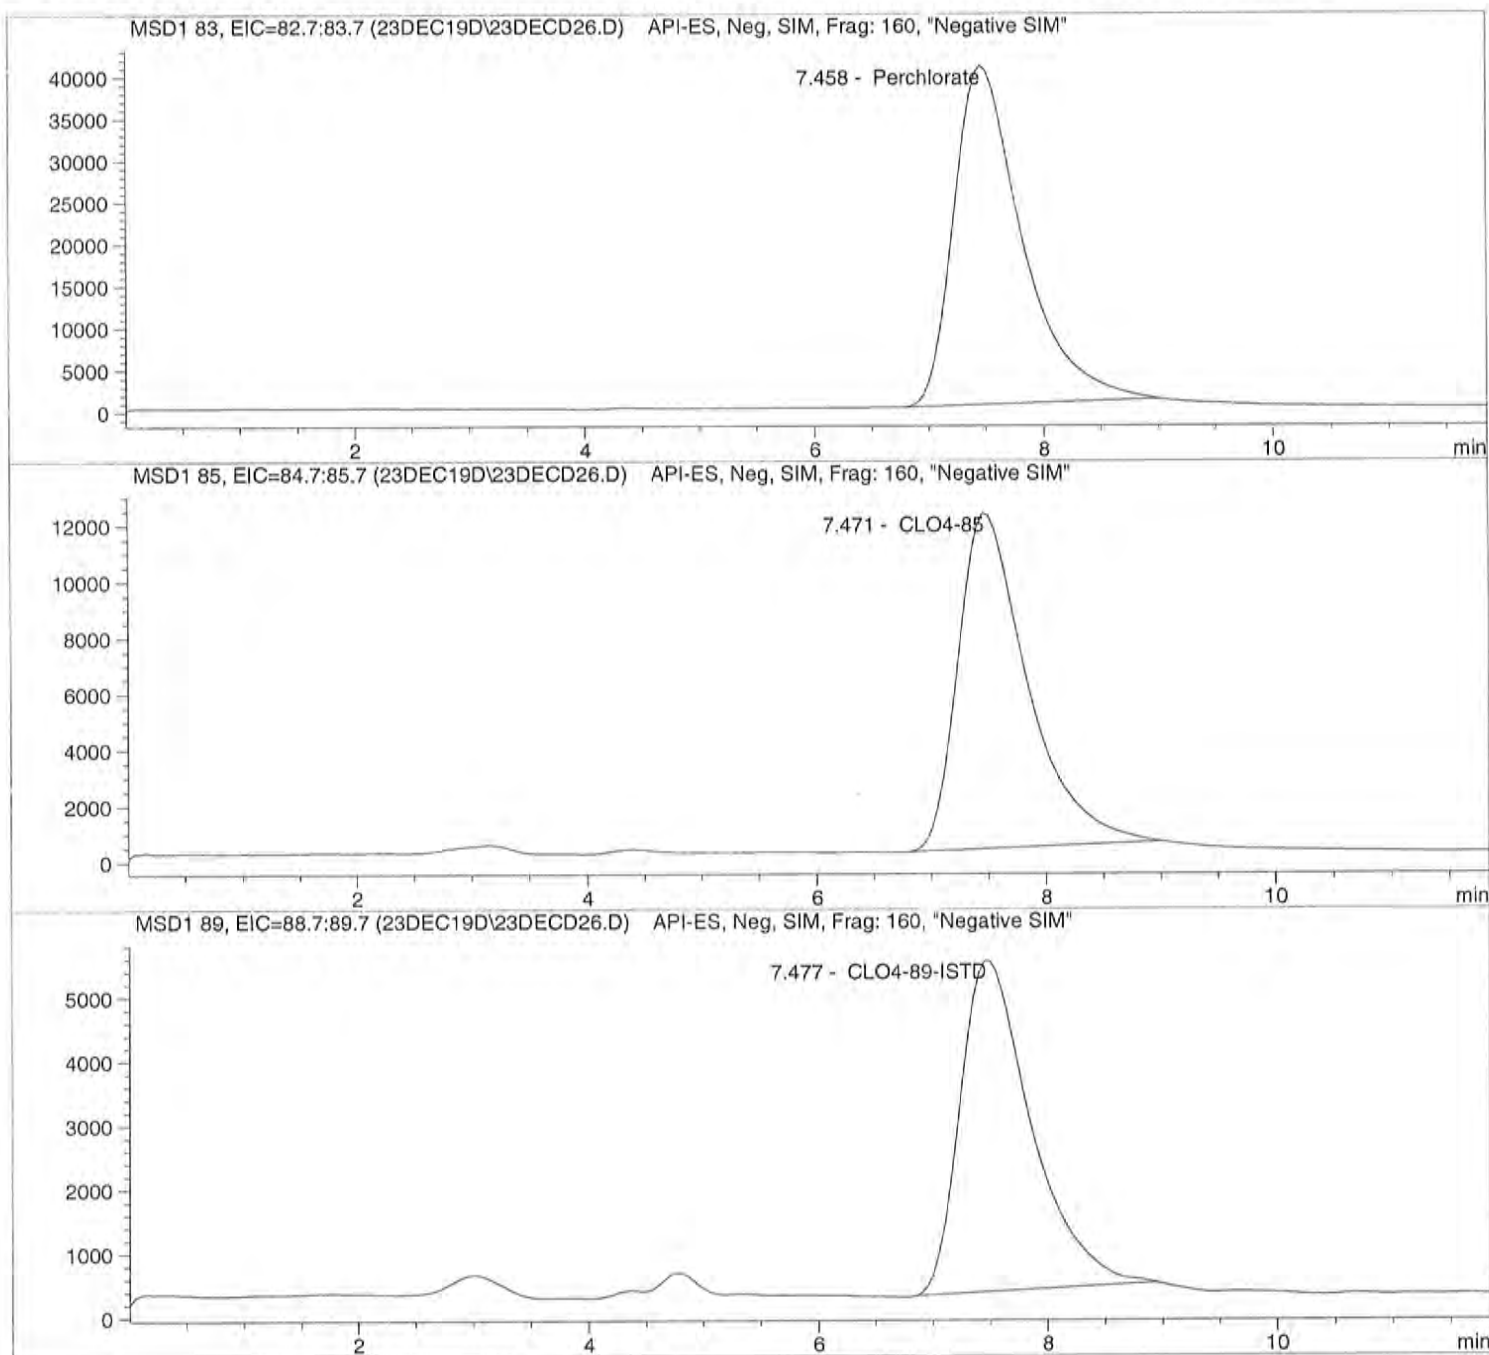 MSD1 83, EIC=82.7:83.7 (23DEC19D\23DECD26.D) API-ES, Neg, SIM, Frag: 160, "Negative SIM"
7.458 - Perchlorate
40000
35000
30000
25000
20000
15000
10000
5000
0
2 4 6 8 10 min
MSD1 85, EIC=84.7:85.7 (23DEC19D\23DECD26.D) API-ES, Neg, SIM, Frag: 160, "Negative SIM"
7.471 - CLO4-85
12000
10000
8000
6000
4000
2000
0
2 4 6 8 10 min
MSD1 89, EIC=88.7:89.7 (23DEC19D\23DECD26.D) API-ES, Neg, SIM, Frag: 160, "Negative SIM"
7.477 - CLO4-89-ISTD
5000
4000
3000
2000
1000
0
2 4 6 8 10 min